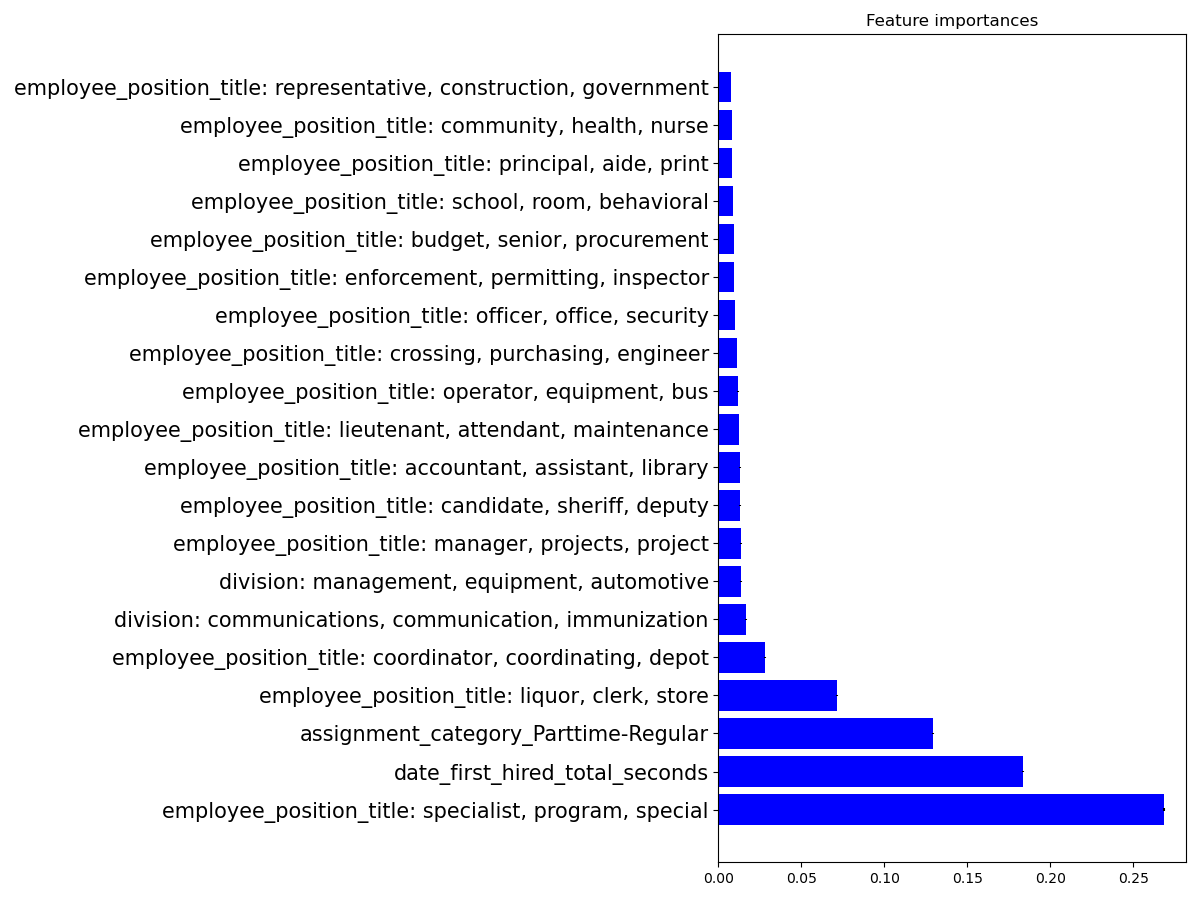 Feature importances
employee_position_title: representative, construction, government
employee_position_title: community, health, nurse
employee_position_title: principal, aide, print
employee_position_title: school, room, behavioral
employee_position_title: budget, senior, procurement
employee_position_title: enforcement, permitting, inspector
employee_position_title: officer, office, security
employee_position_title: crossing, purchasing, engineer
employee_position_title: operator, equipment, bus
employee_position_title: lieutenant, attendant, maintenance
employee_position_title: accountant, assistant, library
employee_position_title: candidate, sheriff, deputy
employee_position_title: manager, projects, project
division: management, equipment, automotive
division: communications, communication, immunization
employee_position_title: coordinator, coordinating, depot
employee_position_title: liquor, clerk, store
assignment_category_Parttime-Regular
date_first_hired_total_seconds
employee_position_title: specialist, program, special
0.00 0.05 0.10 0.15 0.20 0.25